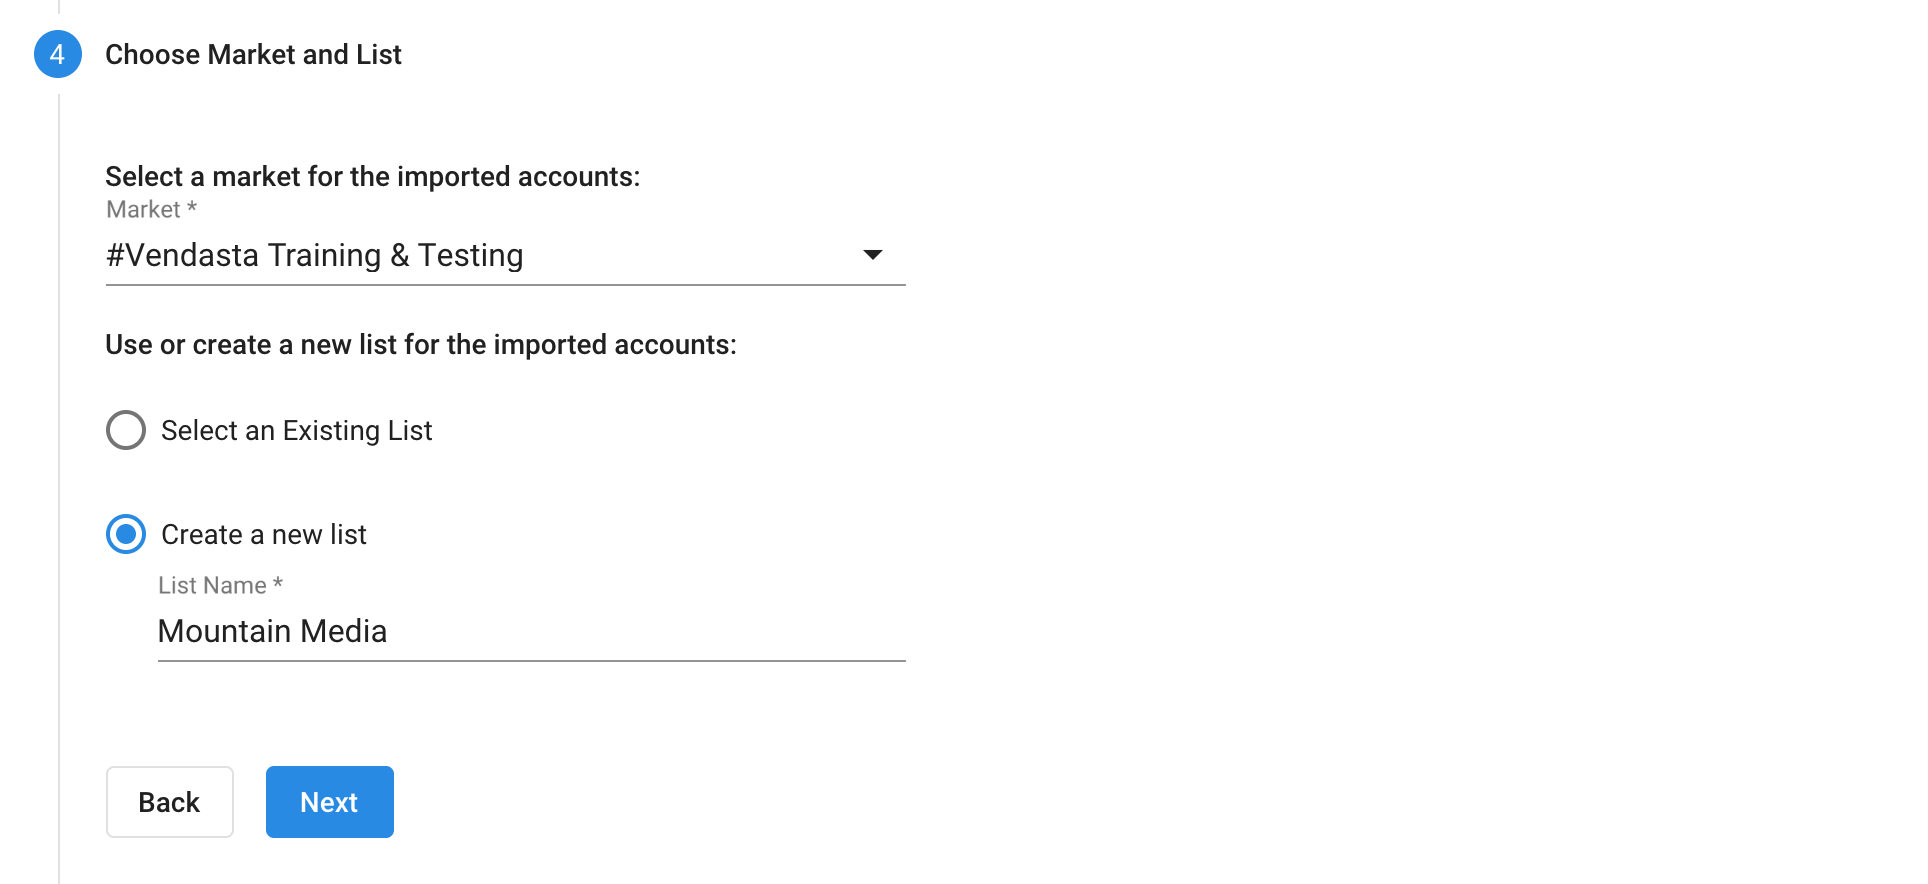 4
Choose Market and List
Select a market for the imported accounts:
Market *
#Vendasta Training & Testing
Use or create a new list for the imported accounts:
Select an Existing List
Create a new list
List Name *
Mountain Media
Back
Next